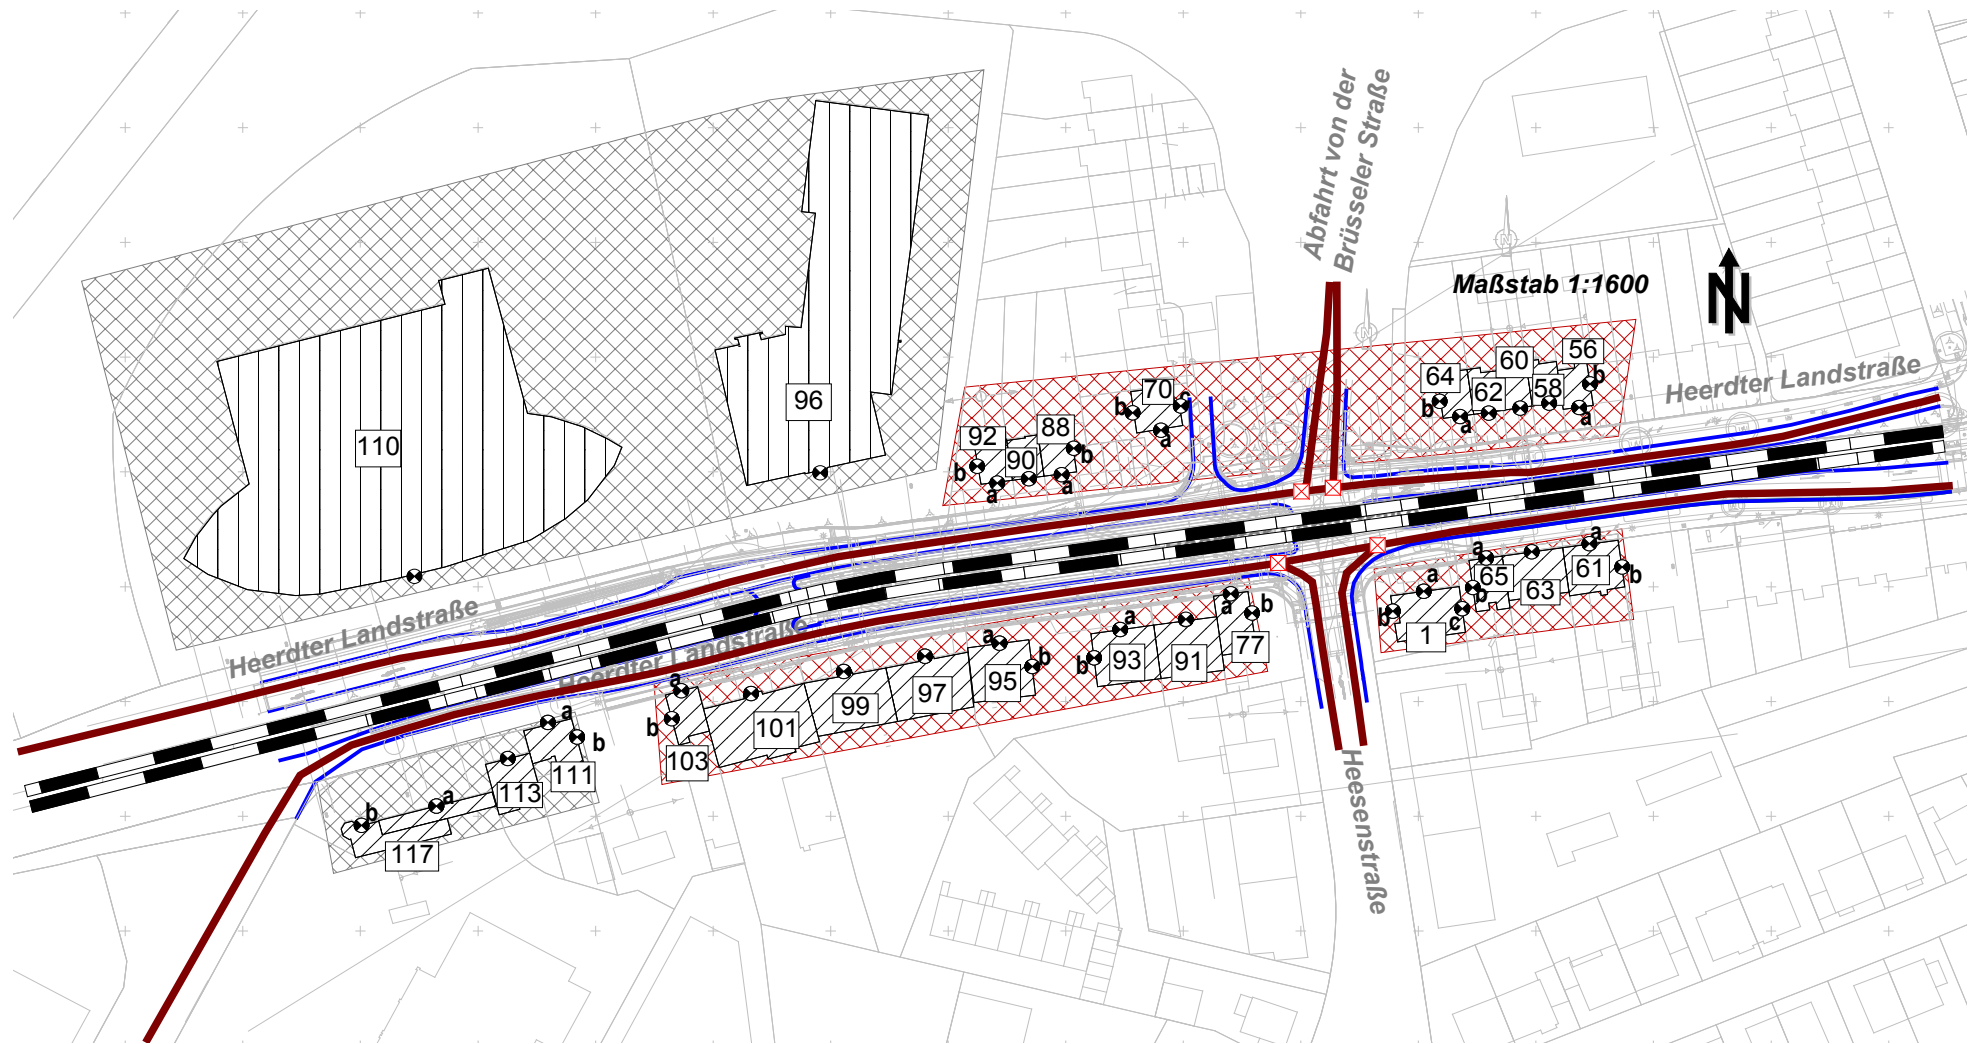 Abfahrt von der
Brüsseler Straße
Maßstab 1:1600
N
N
N
Heerdter Landstraße
56
60
64
62
58
b
b
a
a
70
b
c
a
96
110
92
88
90
b
b
a
a
Heerdter Landstraße
Heerdter Landstraße
a
a
65
63
61
b
b
a
b
c
1
a
b
77
a
b
93
91
a
b
95
97
99
101
103
a
b
a
b
111
113
a
b
117
Heesenstraße